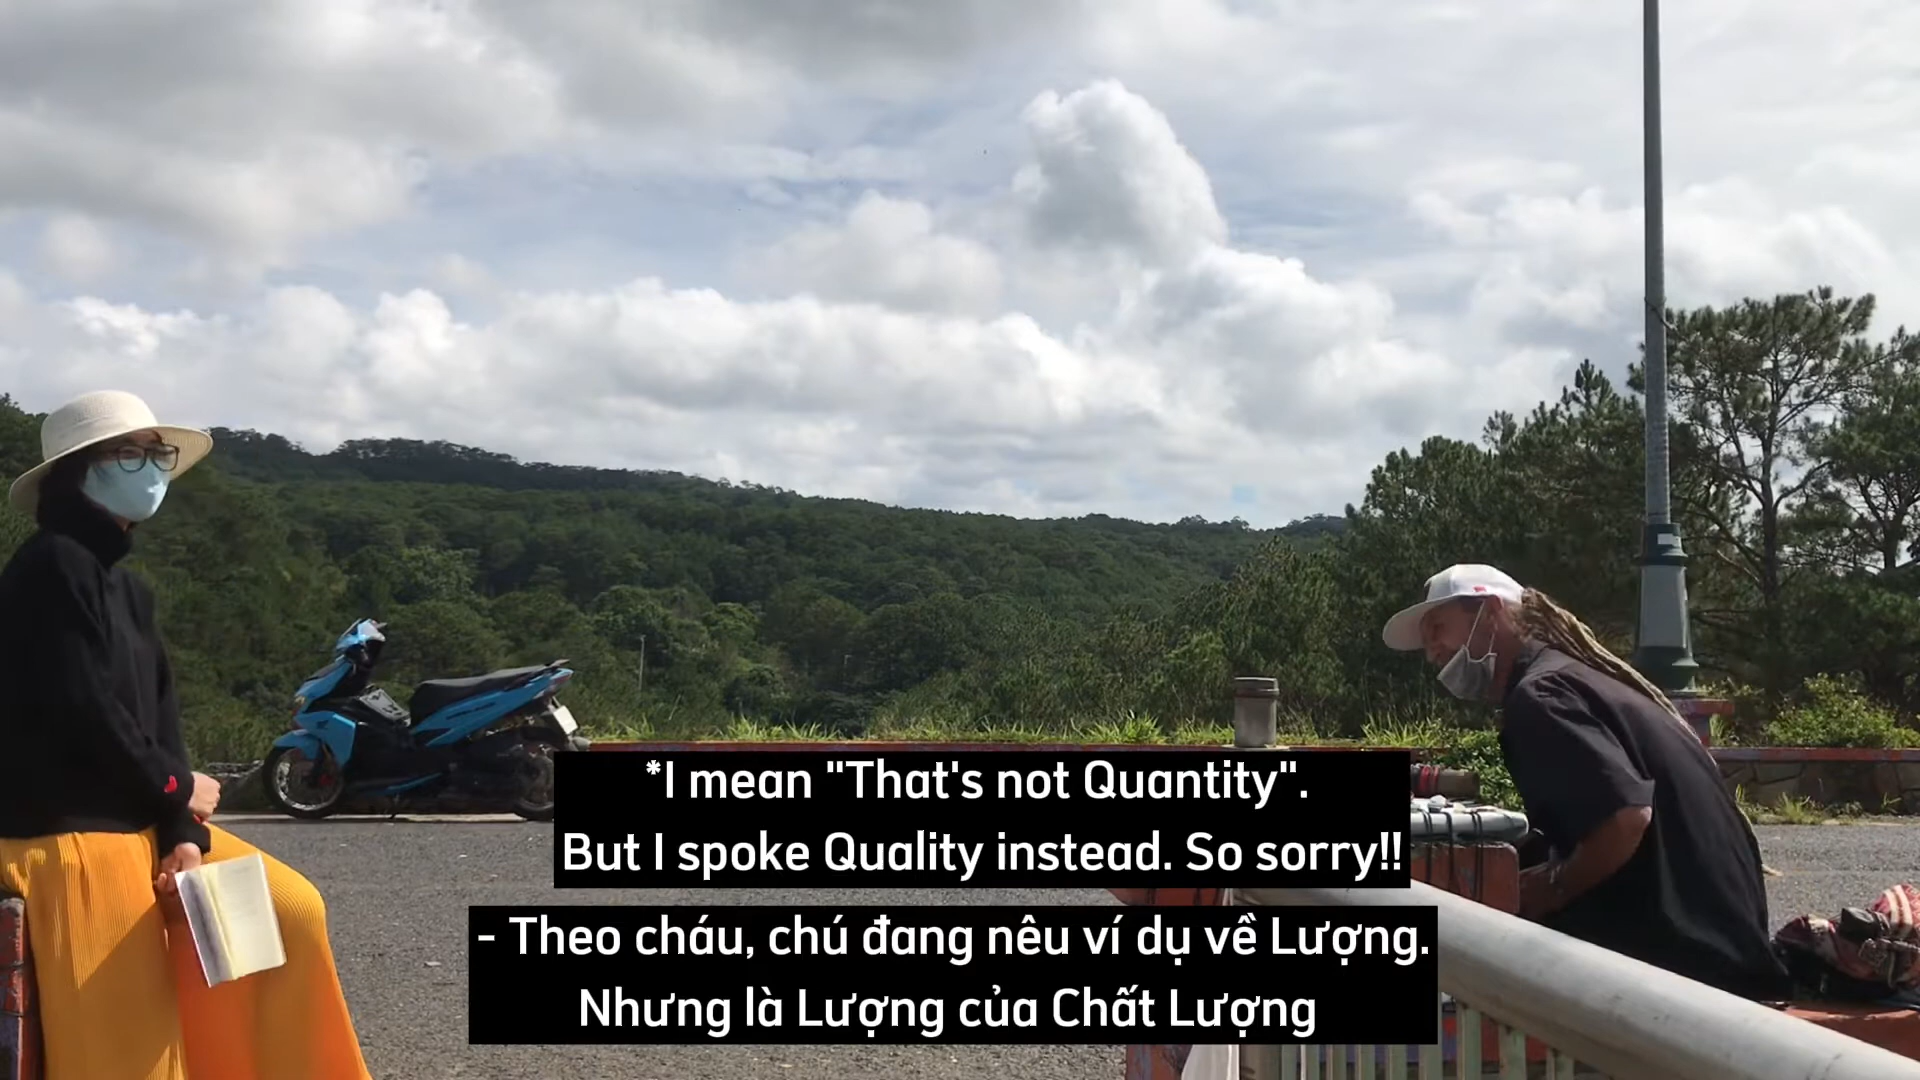 *I mean "That's not Quantity".
But I spoke Quality instead. So sorry!!
- Theo cháu, chú đang nêu ví dụ về Lượng.
Nhưng là Lượng của Chất Lượng